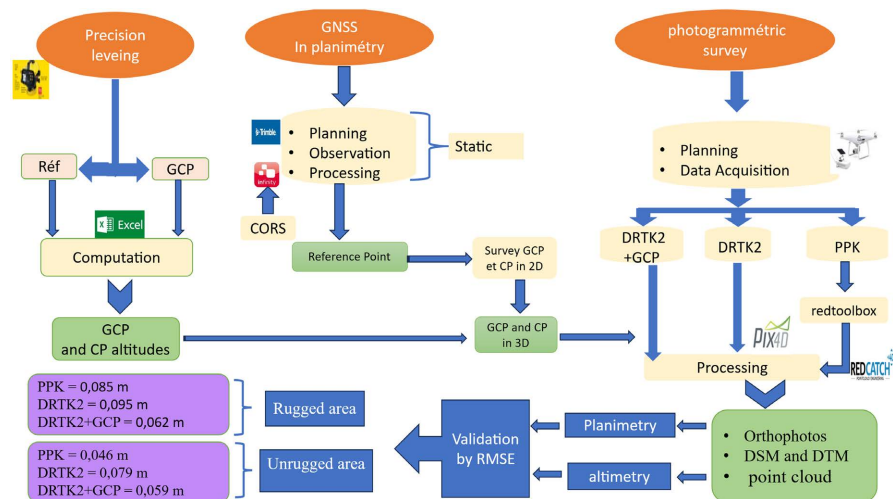 Precision
leveing
GNSS
In planimétry
photogrammétric
survey
Trimble
infinity
• Planning
• Observation
• Processing
Static
• Planning
• Data Acquisition
Réf
GCP
CORS
Excel
Computation
Reference Point
Survey GCP
et CP in 2D
DRTK2
+GCP
DRTK2
PPK
redtoolbox
GCP
and CP altitudes
GCP and CP
in 3D
PIX4D
Processing
REDCATCH
PPK = 0,085 m
DRTK2 = 0,095 m
DRTK2+GCP = 0,062 m
Rugged area
PPK = 0,046 m
DRTK2 = 0,079 m
DRTK2+GCP = 0,059 m
Unrugged area
Validation
by RMSE
Planimetry
altimetry
• Orthophotos
• DSM and DTM
• point cloud